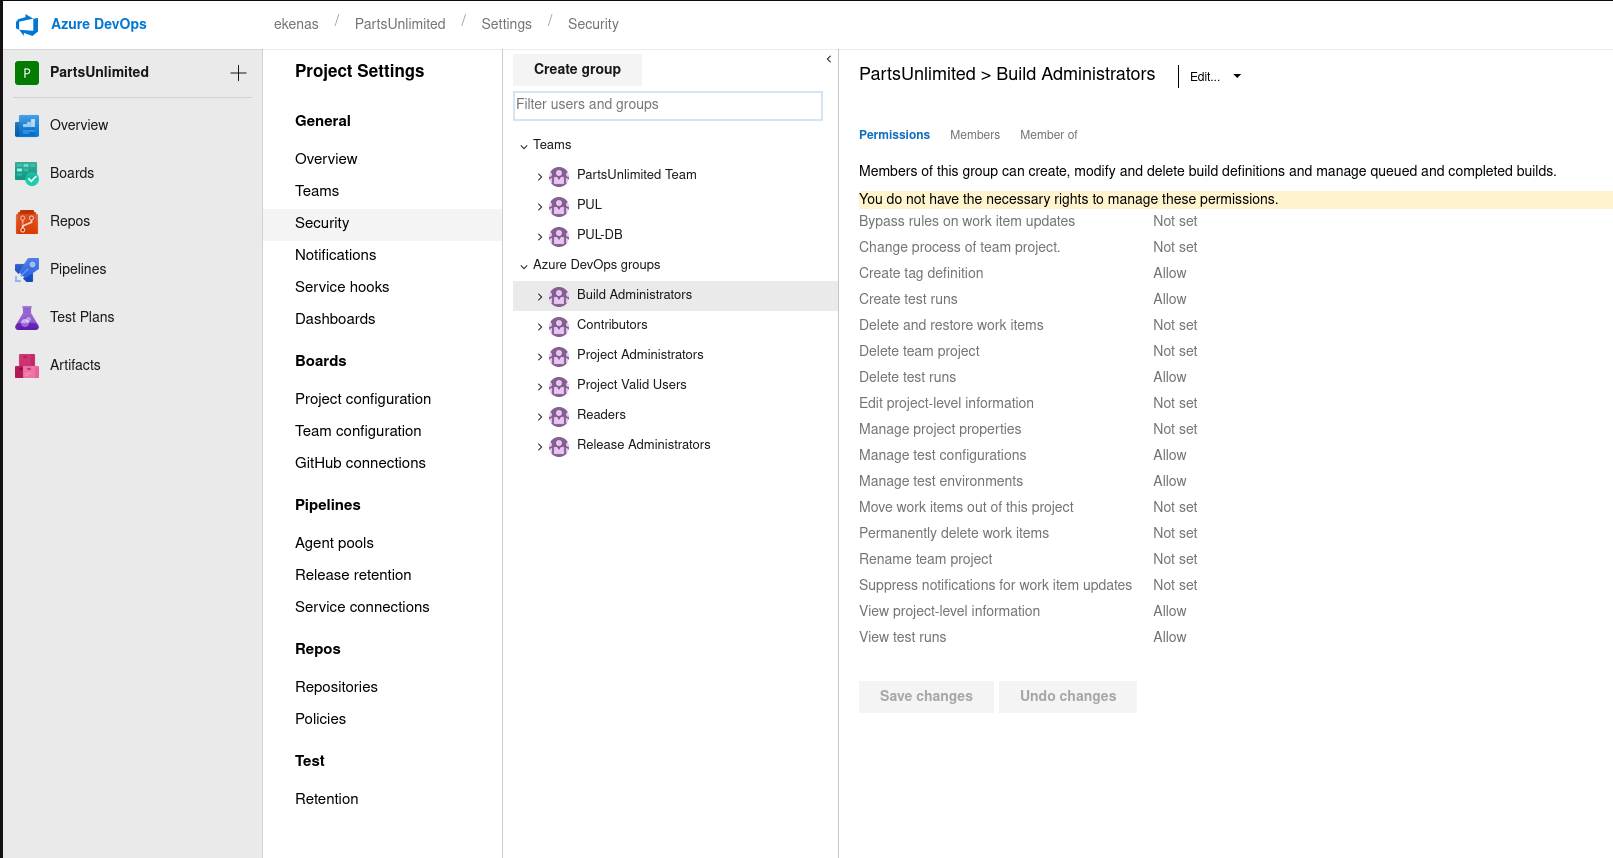 Azure DevOps
ekenas / PartsUnlimited / Settings / Security
P PartsUnlimited
Overview
Boards
Repos
Pipelines
Test Plans
Artifacts
Project Settings
General
Overview
Teams
Security
Notifications
Service hooks
Dashboards
Boards
Project configuration
Team configuration
GitHub connections
Pipelines
Agent pools
Release retention
Service connections
Repos
Repositories
Policies
Test
Retention
Create group
Filter users and groups
Teams
PartsUnlimited Team
PUL
PUL-DB
Azure DevOps groups
Build Administrators
Contributors
Project Administrators
Project Valid Users
Readers
Release Administrators
PartsUnlimited > Build Administrators Edit...
Permissions Members Member of
Members of this group can create, modify and delete build definitions and manage queued and completed builds.
You do not have the necessary rights to manage these permissions.
Bypass rules on work item updates Not set
Change process of team project. Not set
Create tag definition Allow
Create test runs Allow
Delete and restore work items Not set
Delete team project Not set
Delete test runs Allow
Edit project-level information Not set
Manage project properties Not set
Manage test configurations Allow
Manage test environments Allow
Move work items out of this project Not set
Permanently delete work items Not set
Rename team project Not set
Suppress notifications for work item updates Not set
View project-level information Allow
View test runs Allow
Save changes Undo changes